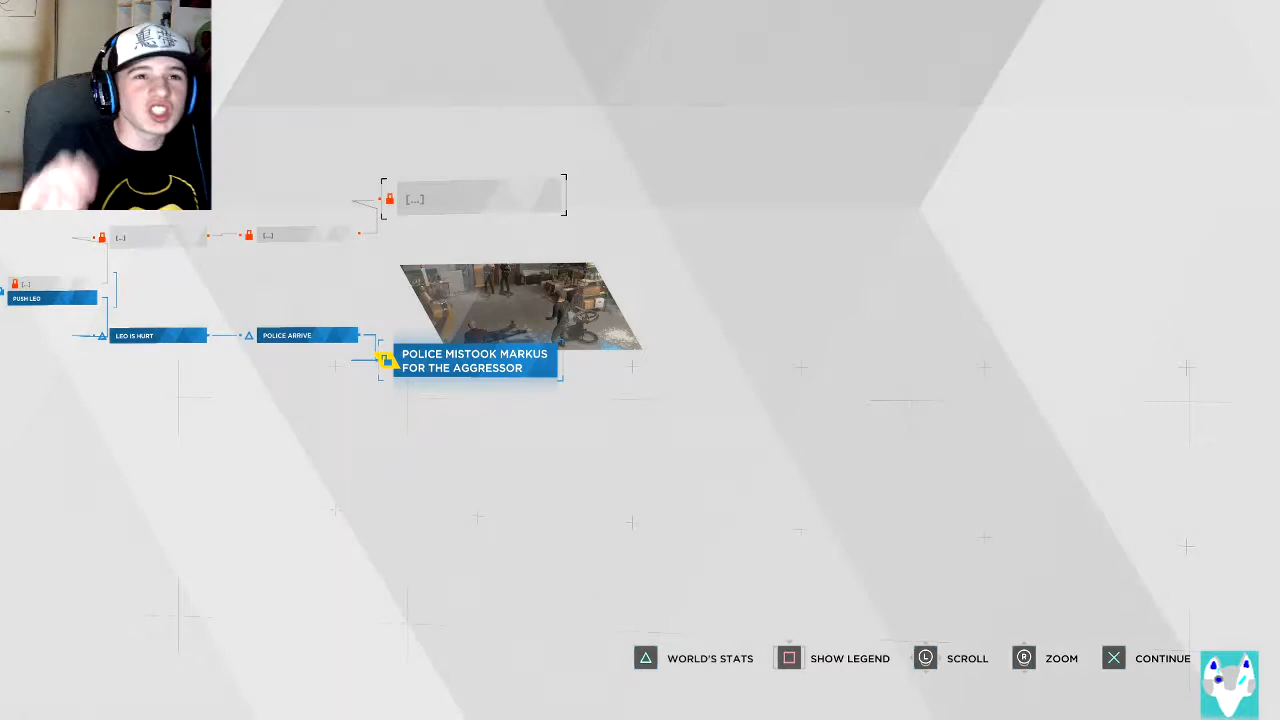 [...]
[...]
[...]
[...]
PUSH LEO
LEO IS HURT
POLICE ARRIVE
POLICE MISTOOK MARKUS
FOR THE AGGRESSOR
WORLD'S STATS
SHOW LEGEND
L
SCROLL
R
ZOOM
CONTINUE